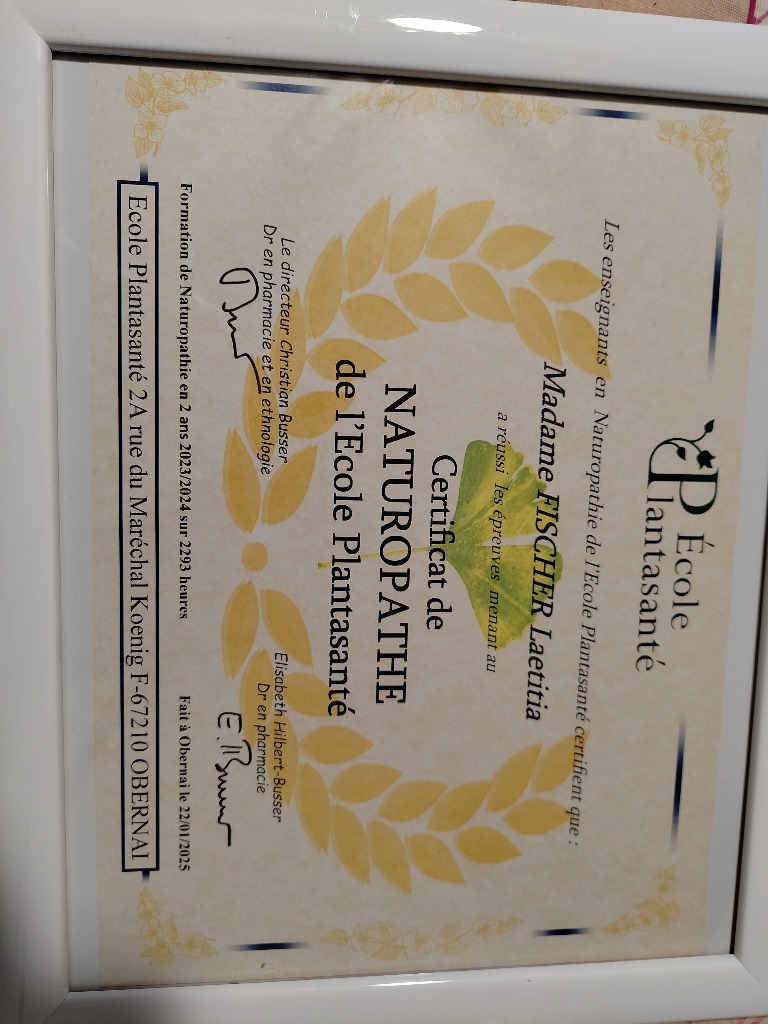 École
Plantasanté
Les enseignants en Naturopathie de l'Ecole Plantasanté certifient que :
Madame FISCHER Laetitia
a réussi les épreuves menant au
Certificat de
NATUROPATHE
de l'Ecole Plantasanté
Le directeur Christian Busser
Dr en pharmacie et en ethnologie
Elisabeth Hilbert-Busser
Dr en pharmacie
Formation de Naturopathie en 2 ans 2023/2024 sur 2293 heures
Fait à Obernai le 22/01/2025
Ecole Plantasanté 2A rue du Maréchal Koenig F-67210 OBERNAI